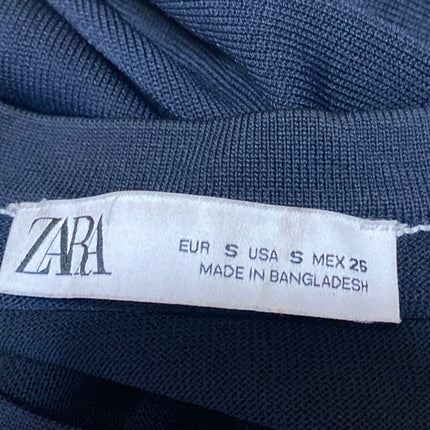 ZARA
EUR S USA S MEX 26
MADE IN BANGLADESH